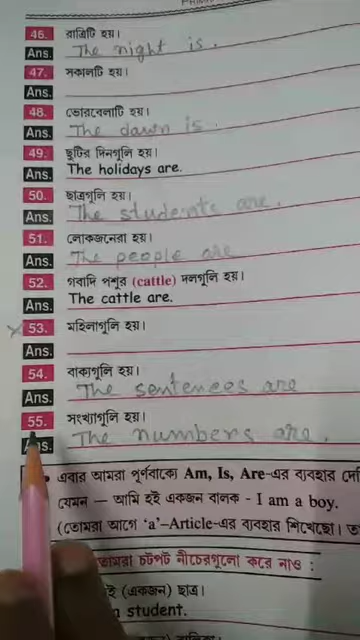 46. রাত্রিটি হয়।
Ans. The night is.
47. সকালটি হয়।
Ans.
48. ভোরবেলাটি হয়।
Ans. The dawn is.
49. ছুটির দিনগুলি হয়।
Ans. The holidays are.
50. ছাত্রগুলি হয়।
Ans. The students are.
51. লোকজনেরা হয়।
Ans. The people are
52. গবাদি পশুর (cattle) দলগুলি হয়।
Ans. The cattle are.
53. মহিলাগুলি হয়।
Ans.
54. বাক্যগুলি হয়।
Ans. The sentences are
55. সংখ্যাগুলি হয়।
Ans. The numbers are.
• এবার আমরা পূর্ণবাক্যে Am, Is, Are-এর ব্যবহার
যেমন — আমি হই একজন বালক - I am a boy.
(তোমরা আগে 'a'–Article-এর ব্যবহার শিখেছো।
চটপট নীচেরগুলো করে নাও :
(একজন) ছাত্র।
student.